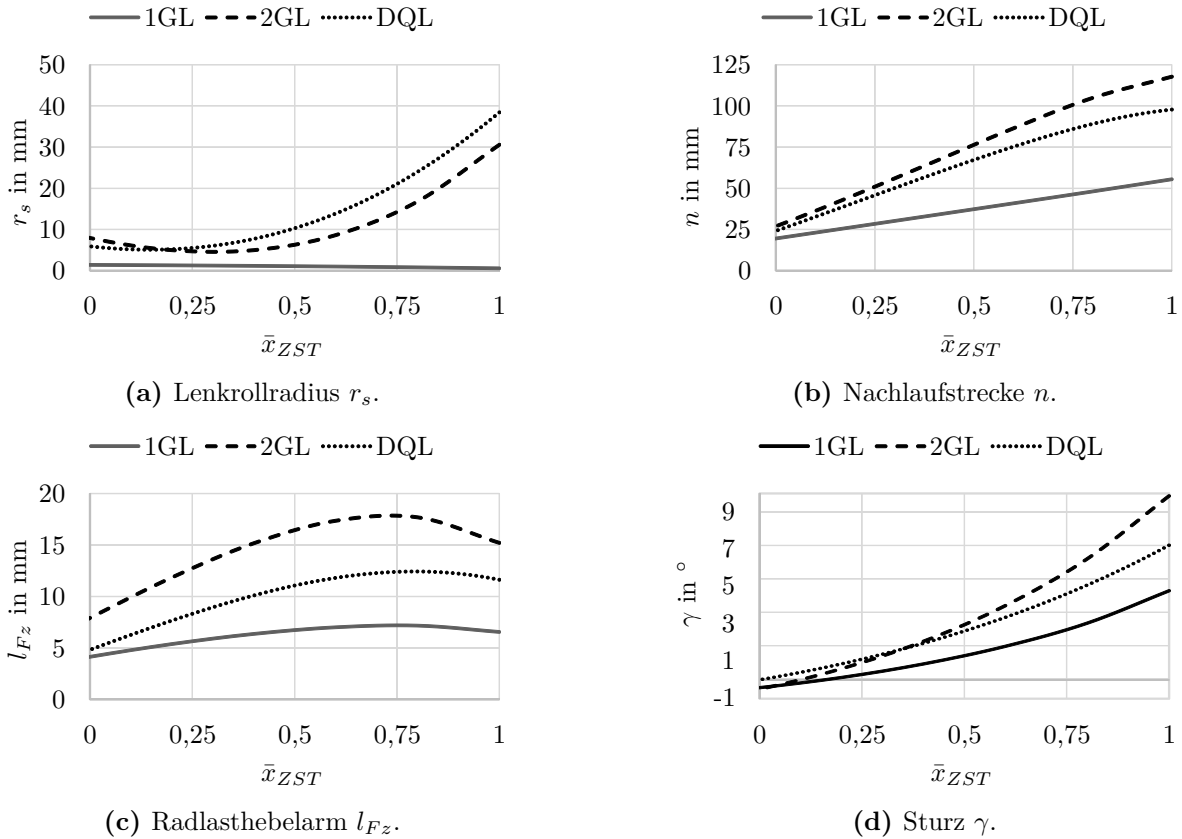 1GL 2GL DQL
50
40
30
20
10
0
r_s in mm
0 0,25 0,5 0,75 1
x̄_ZST
(a) Lenkrollradius r_s.
1GL 2GL DQL
125
100
75
50
25
0
n in mm
0 0,25 0,5 0,75 1
x̄_ZST
(b) Nachlaufstrecke n.
1GL 2GL DQL
20
15
10
5
0
l_Fz in mm
0 0,25 0,5 0,75 1
x̄_ZST
(c) Radlasthebelarm l_Fz.
1GL 2GL DQL
9
7
5
3
1
-1
γ in °
0 0,25 0,5 0,75 1
x̄_ZST
(d) Sturz γ.